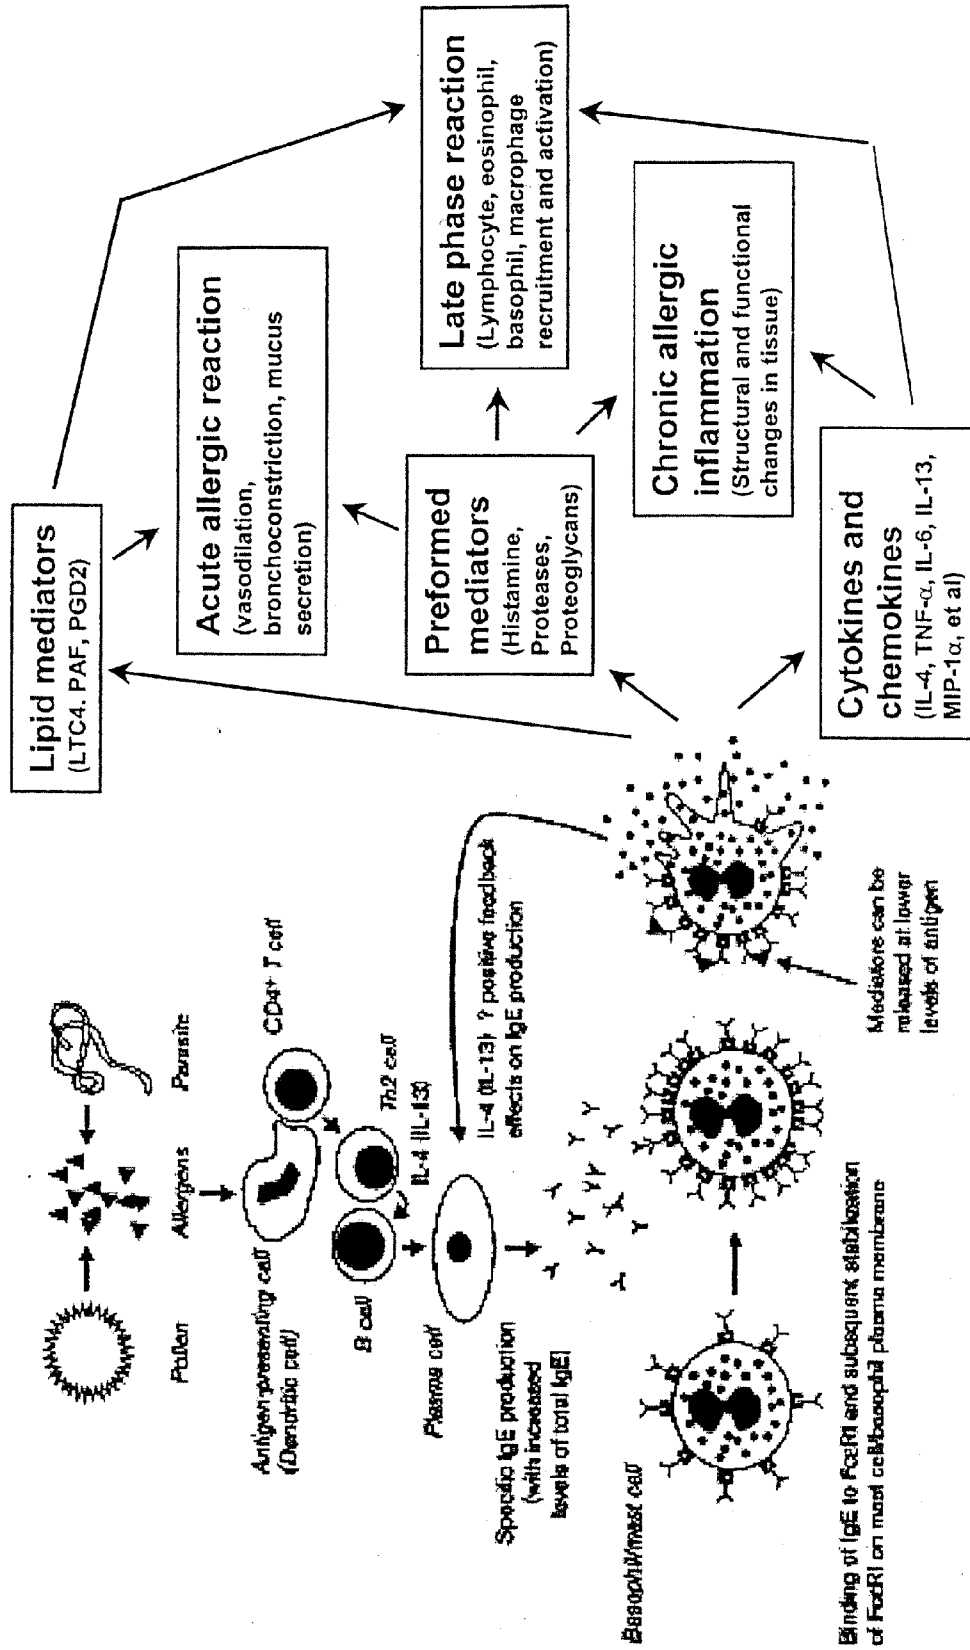 Pollen
Allergens
Parasite
Antigen-presenting cell
(Dendritic cell)
CD4+ T cell
B cell
Th2 cell
IL-4 (IL-13)
Plasma cell
IL-4 (IL-13) ? positive feedback
effects on IgE production
Specific IgE production
(with increased
levels of total IgE)
Basophil/mast cell
Binding of IgE to FcεRI and subsequent stabilization
of FcεRI on mast cell/basophil plasma membrane
Mediators can be
released at lower
levels of antigen
Lipid mediators
(LTC4. PAF, PGD2)
Acute allergic reaction
(vasodilation,
bronchoconstriction, mucus
secretion)
Preformed
mediators
(Histamine,
Proteases,
Proteoglycans)
Late phase reaction
(Lymphocyte, eosinophil,
basophil, macrophage
recruitment and activation)
Chronic allergic
inflammation
(Structural and functional
changes in tissue)
Cytokines and
chemokines
(IL-4, TNF-α, IL-6, IL-13,
MIP-1α, et al)